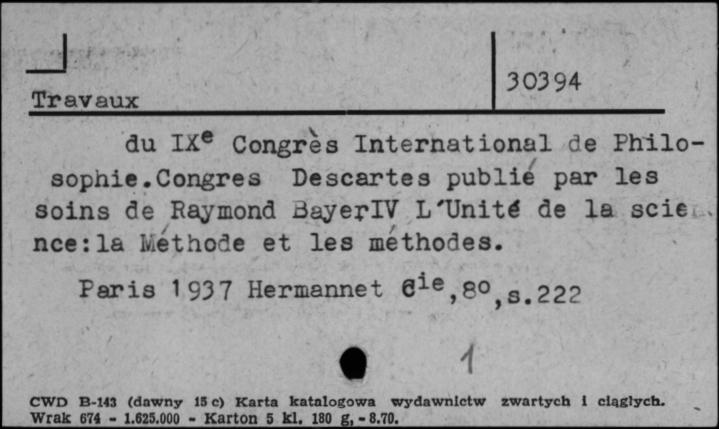 30394
Travaux
du IXe Congrès International de Philo-
sophie.Congres Descartes publié par les
soins de Raymond BayerIV L'Unité de la scie
nce:la Méthode et les méthodes.
Paris 1937 Hermannet Cie,8o,s.222
1
CWD B-143 (dawny 15 c) Karta katalogowa wydawnictw zwartych i ciągłych.
Wrak 674 - 1.625.000 - Karton 5 kl. 180 g, - 8.70.